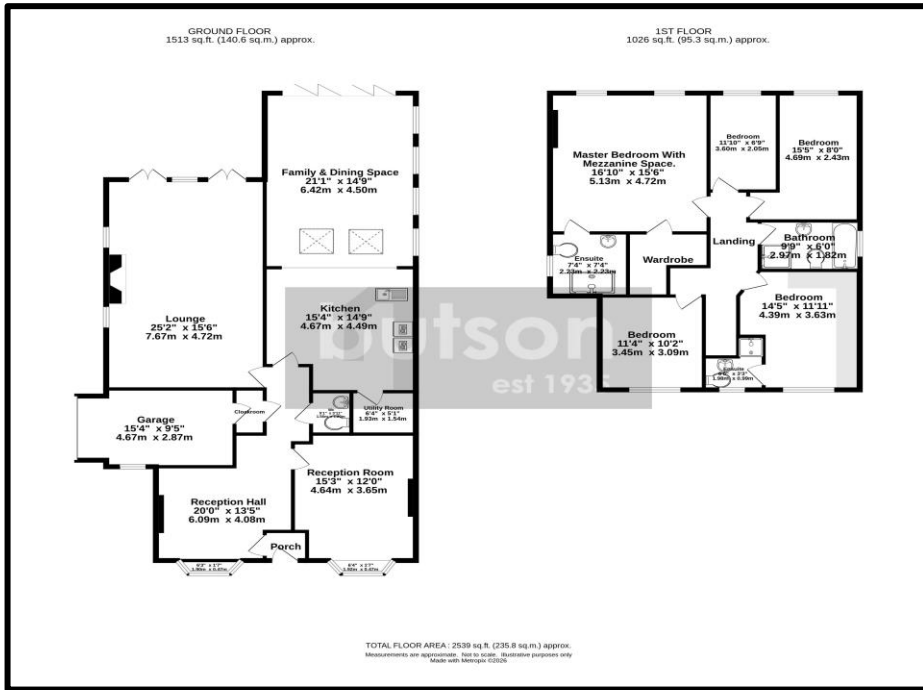 GROUND FLOOR
1513 sq.ft. (140.6 sq.m.) approx.
Family & Dining Space
21'1" x 14'9"
6.42m x 4.50m
Lounge
25'2" x 15'6"
7.67m x 4.72m
Kitchen
15'4" x 14'9"
4.67m x 4.49m
Garage
15'4" x 9'5"
4.67m x 2.87m
Cloakroom
Utility Room
6'4" x 5'1"
1.93m x 1.54m
Reception Room
15'3" x 12'0"
4.64m x 3.65m
Reception Hall
20'0" x 13'5"
6.09m x 4.08m
Porch
1ST FLOOR
1026 sq.ft. (95.3 sq.m.) approx.
Master Bedroom With
Mezzanine Space.
16'10" x 15'6"
5.13m x 4.72m
Bedroom
11'10" x 6'9"
3.60m x 2.05m
Bedroom
15'5" x 8'0"
4.69m x 2.43m
Ensuite
7'4" x 7'4"
2.23m x 2.23m
Wardrobe
Landing
Bathroom
9'9" x 6'0"
2.97m x 1.82m
Bedroom
14'5" x 11'11"
4.39m x 3.63m
Bedroom
11'4" x 10'2"
3.45m x 3.09m
Ensuite
butson
est 1935
TOTAL FLOOR AREA : 2539 sq.ft. (235.8 sq.m.) approx.
Measurements are approximate. Not to scale. Illustrative purposes only
Made with Metropix ©2026